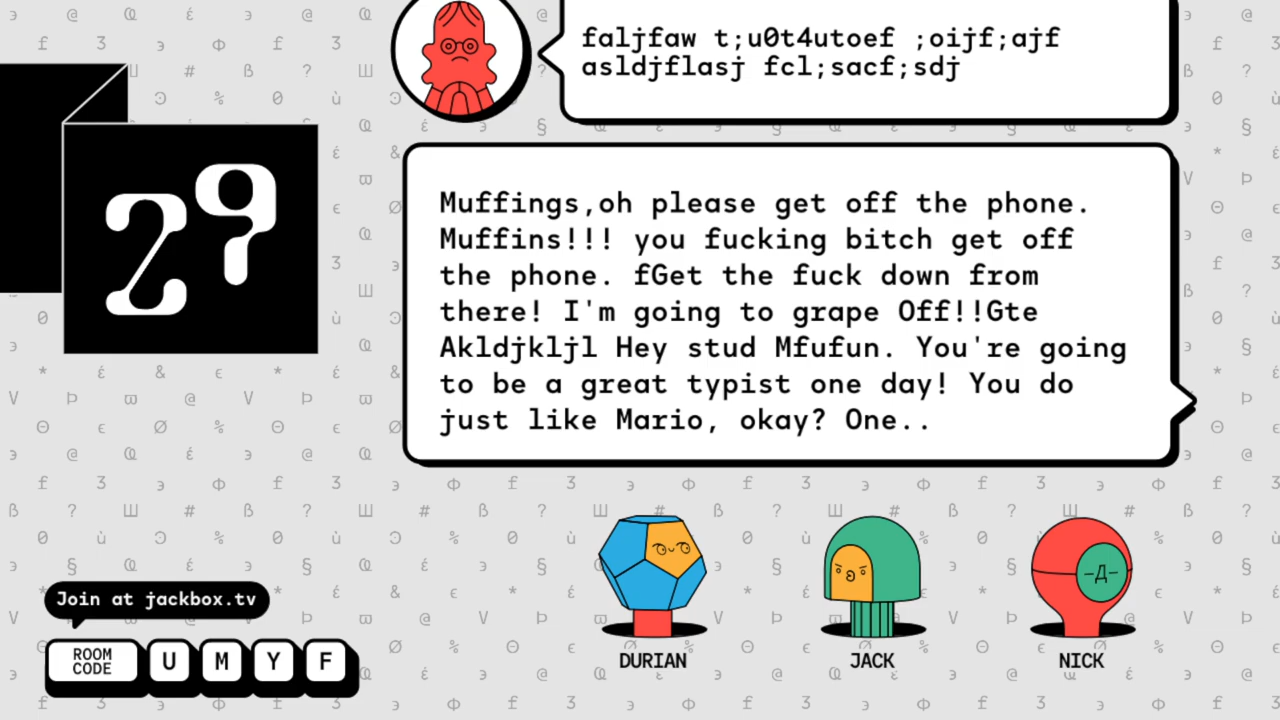 faljfaw t;u0t4utoef ;oijf;ajf
asldjflasj fcl;sacf;sdj
29
Muffings,oh please get off the phone.
Muffins!!! you fucking bitch get off
the phone. fGet the fuck down from
there! I'm going to grape Off!!Gte
Akldjkljl Hey stud Mfufun. You're going
to be a great typist one day! You do
just like Mario, okay? One..
Join at jackbox.tv
ROOM
CODE
U M Y F
DURIAN
JACK
NICK